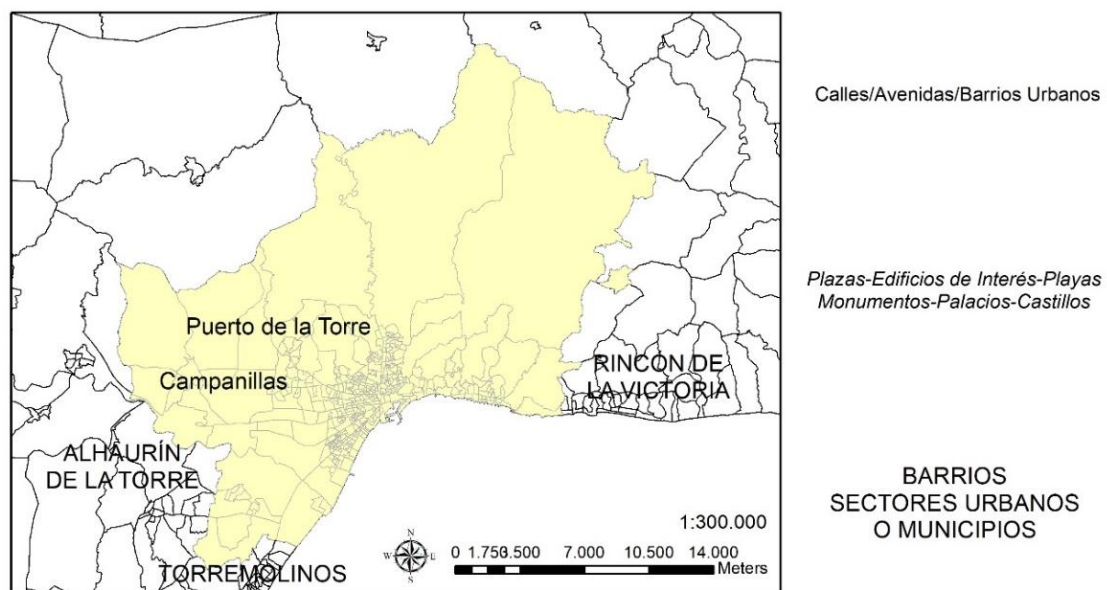 Calles/Avenidas/Barrios Urbanos
Plazas-Edificios de Interés-Playas
Monumentos-Palacios-Castillos
Puerto de la Torre
Campanillas
RINCÓN DE
LA VICTORIA
ALHAURÍN
DE LA TORRE
TORREMOLINOS
BARRIOS
SECTORES URBANOS
O MUNICIPIOS
1:300.000
N
W E
S
0 1.750 3.500 7.000 10.500 14.000
Meters